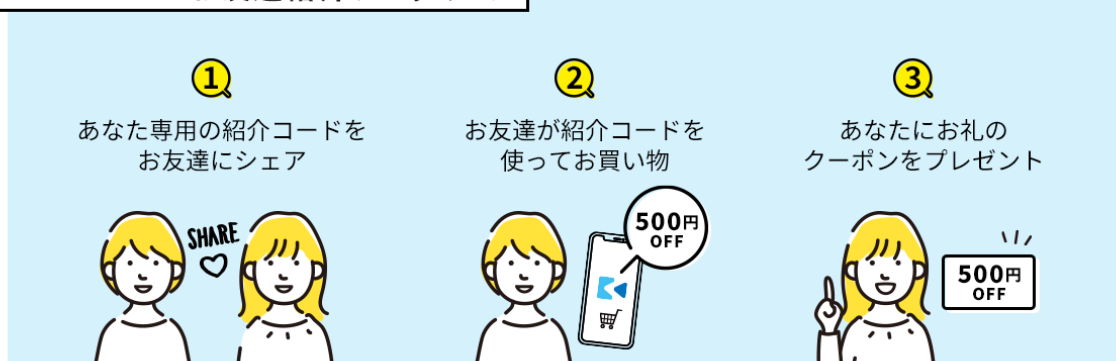 1
あなた専用の紹介コードを
お友達にシェア
SHARE
2
お友達が紹介コードを
使ってお買い物
500円
OFF
3
あなたにお礼の
クーポンをプレゼント
500円
OFF